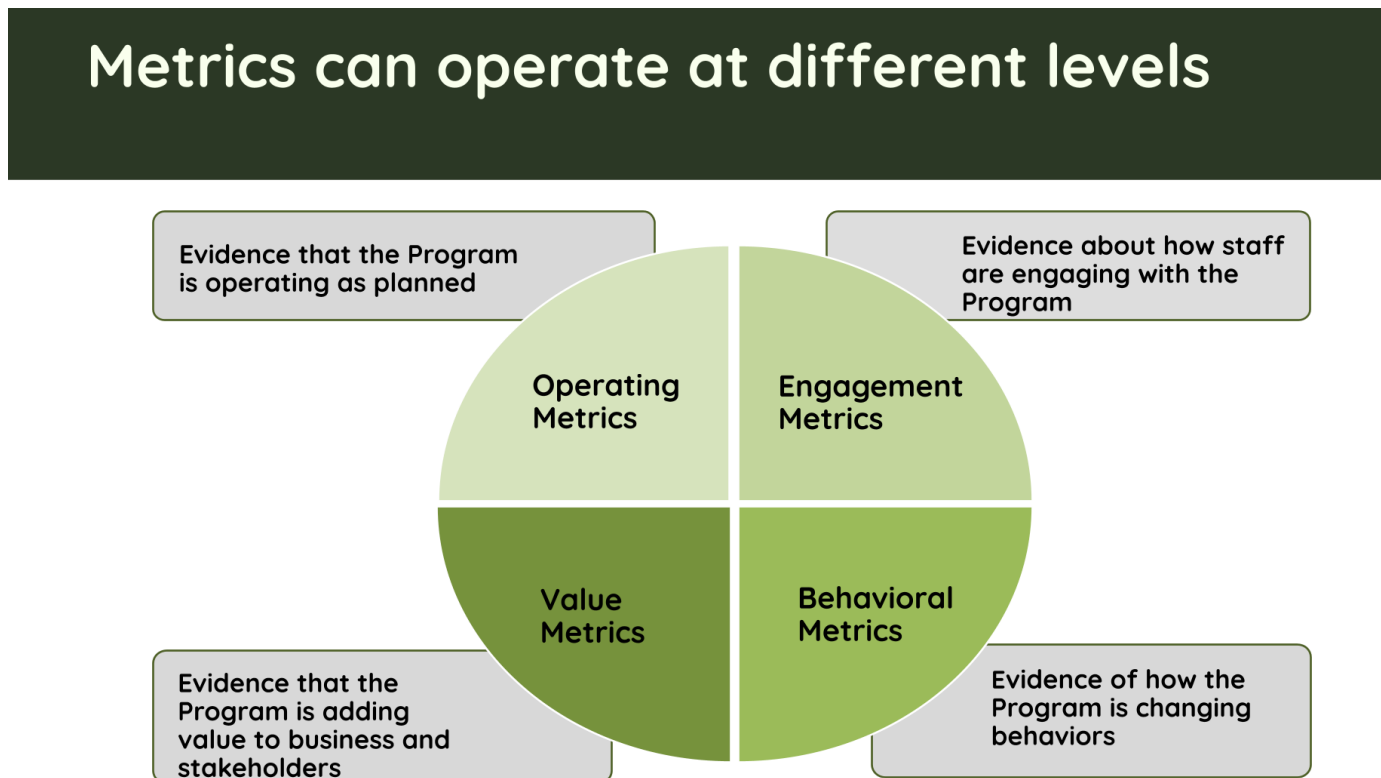 Metrics can operate at different levels
Evidence that the Program
is operating as planned
Evidence about how staff
are engaging with the
Program
Operating
Metrics
Engagement
Metrics
Value
Metrics
Behavioral
Metrics
Evidence that the
Program is adding
value to business and
stakeholders
Evidence of how the
Program is changing
behaviors